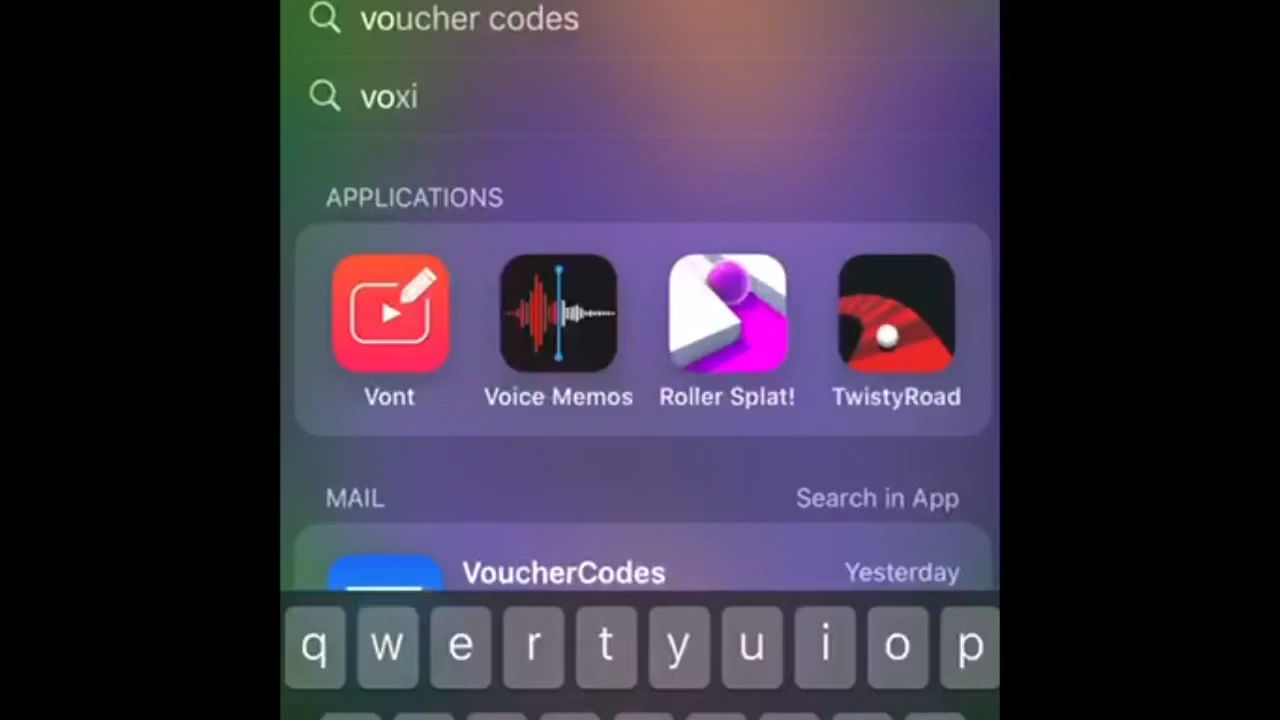 voucher codes
voxi
APPLICATIONS
Vont Voice Memos Roller Splat! TwistyRoad
MAIL Search in App
VoucherCodes Yesterday
q w e r t y u i o p